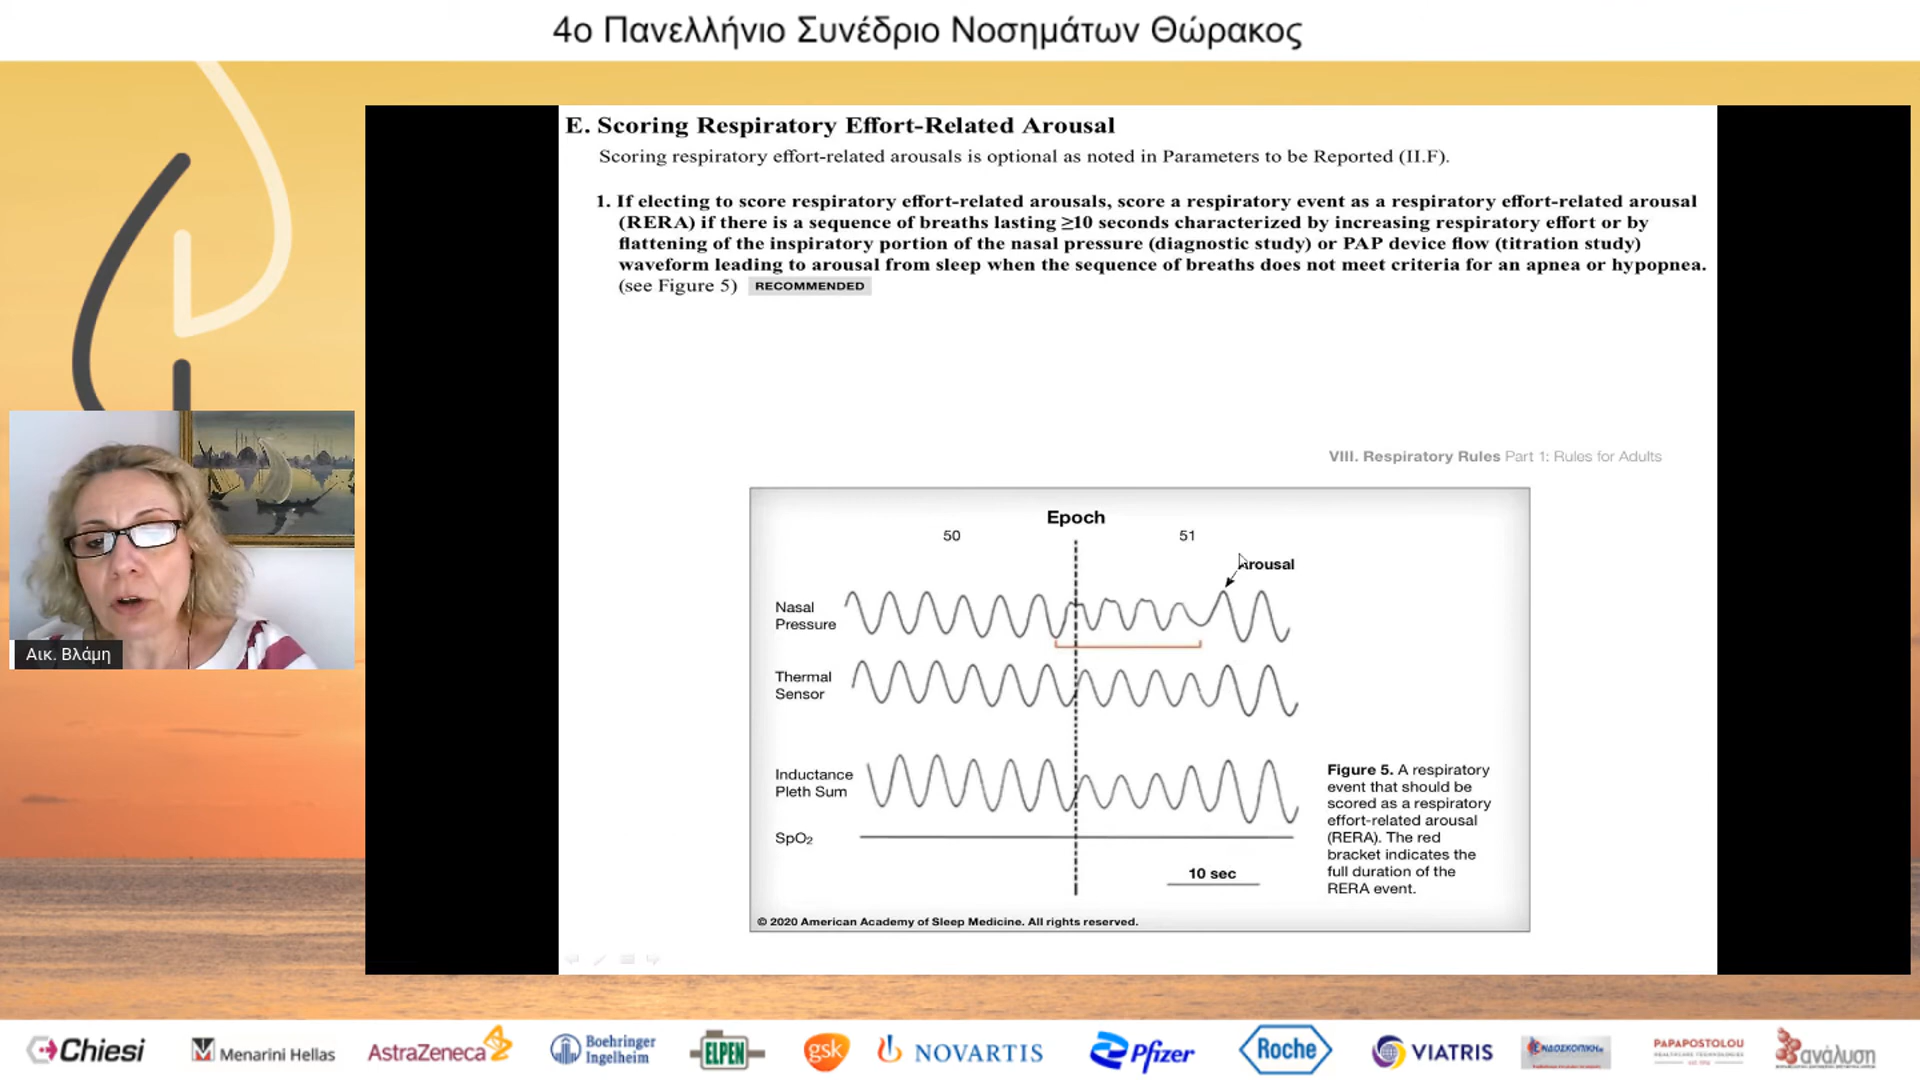 4ο Πανελλήνιο Συνέδριο Νοσημάτων Θώρακος
E. Scoring Respiratory Effort-Related Arousal
Scoring respiratory effort-related arousals is optional as noted in Parameters to be Reported (II.F).
1. If electing to score respiratory effort-related arousals, score a respiratory event as a respiratory effort-related arousal
(RERA) if there is a sequence of breaths lasting ≥10 seconds characterized by increasing respiratory effort or by
flattening of the inspiratory portion of the nasal pressure (diagnostic study) or PAP device flow (titration study)
waveform leading to arousal from sleep when the sequence of breaths does not meet criteria for an apnea or hypopnea.
(see Figure 5) RECOMMENDED
VIII. Respiratory Rules Part 1: Rules for Adults
Epoch
50 51
Arousal
Nasal
Pressure
Thermal
Sensor
Inductance
Pleth Sum
SpO₂
10 sec
Figure 5. A respiratory
event that should be
scored as a respiratory
effort-related arousal
(RERA). The red
bracket indicates the
full duration of the
RERA event.
© 2020 American Academy of Sleep Medicine. All rights reserved.
Αικ. Βλάμη
Chiesi
Menarini Hellas
AstraZeneca
Boehringer
Ingelheim
ELPEN
gsk
NOVARTIS
Pfizer
Roche
VIATRIS
ΕΝΔΟΣΚΟΠΙΚΗ
PAPAPOSTOLOU
HEALTHCARE TECHNOLOGIES
ανάλυση